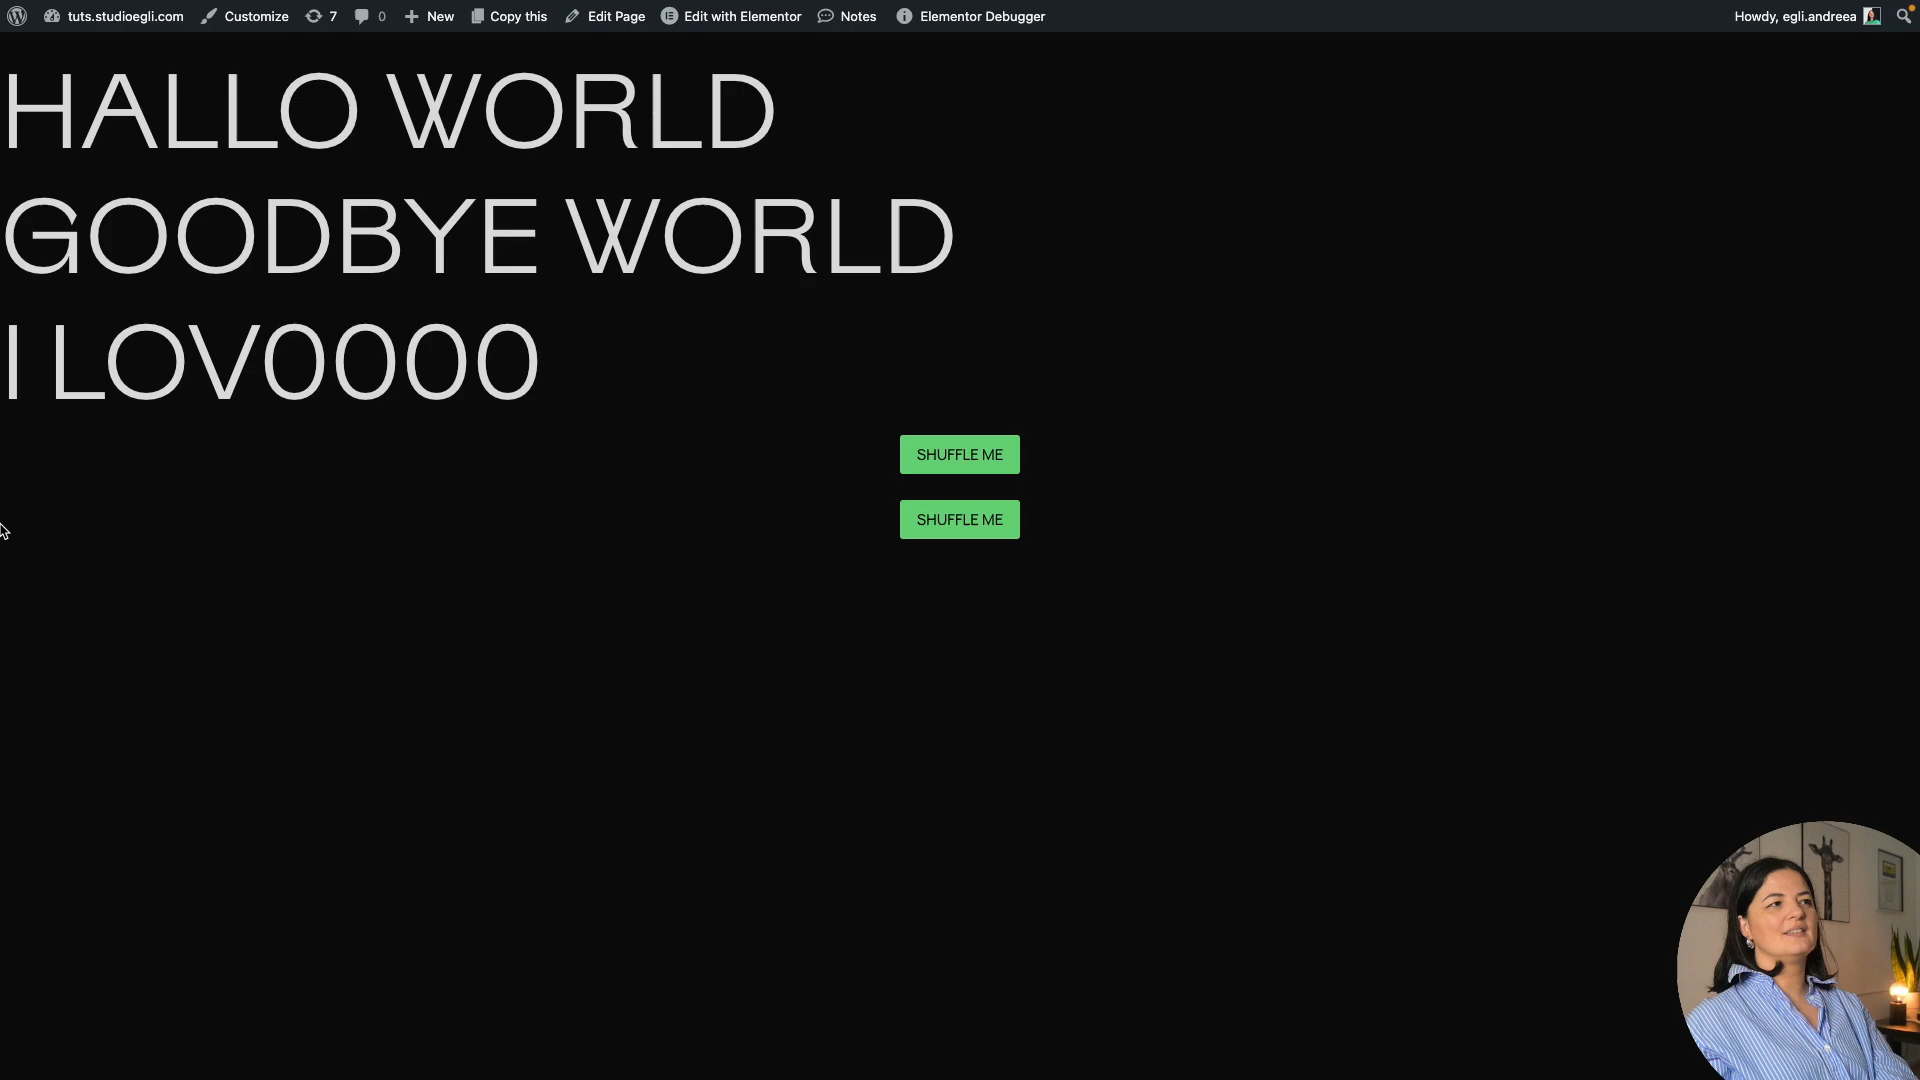 tuts.studioegli.com Customize 7 0 New Copy this Edit Page Edit with Elementor Notes Elementor Debugger Howdy, egli.andreea
HALLO WORLD
GOODBYE WORLD
I LOV0000
SHUFFLE ME
SHUFFLE ME